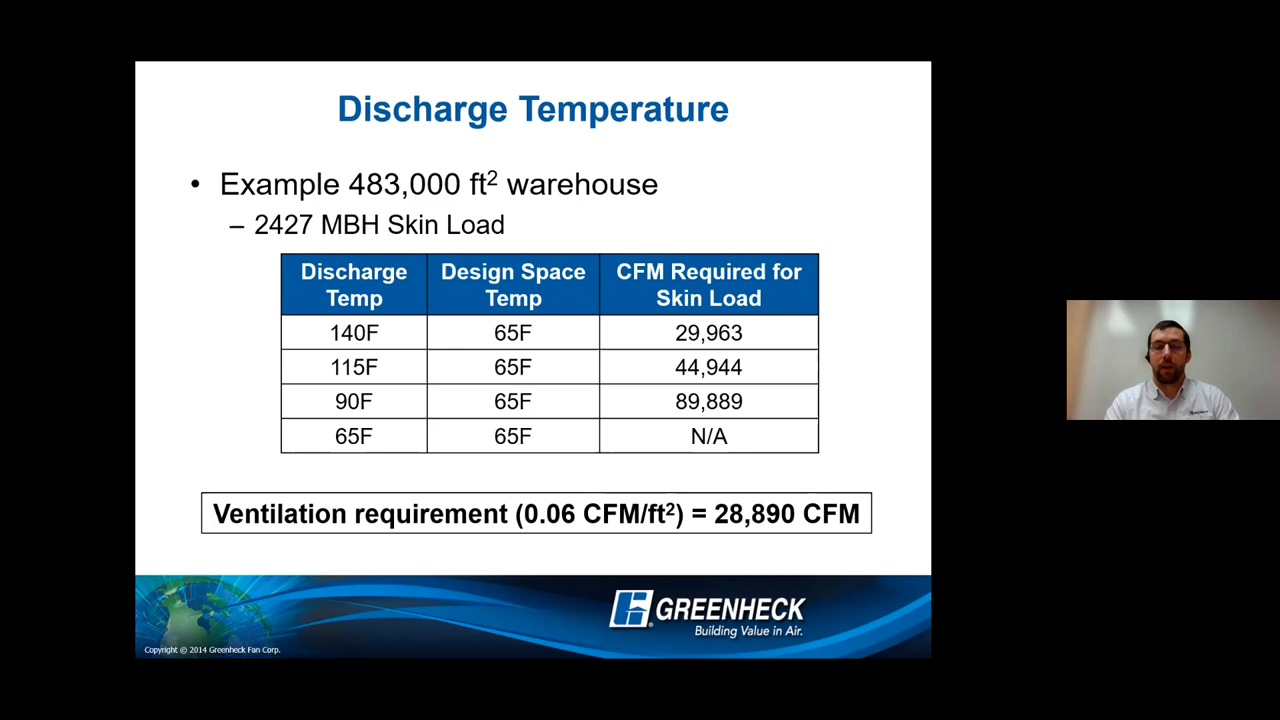 Discharge Temperature
• Example 483,000 ft² warehouse
– 2427 MBH Skin Load
Discharge Temp | Design Space Temp | CFM Required for Skin Load
140F | 65F | 29,963
115F | 65F | 44,944
90F | 65F | 89,889
65F | 65F | N/A
Ventilation requirement (0.06 CFM/ft²) = 28,890 CFM
GREENHECK
Building Value in Air.
Copyright © 2014 Greenheck Fan Corp.